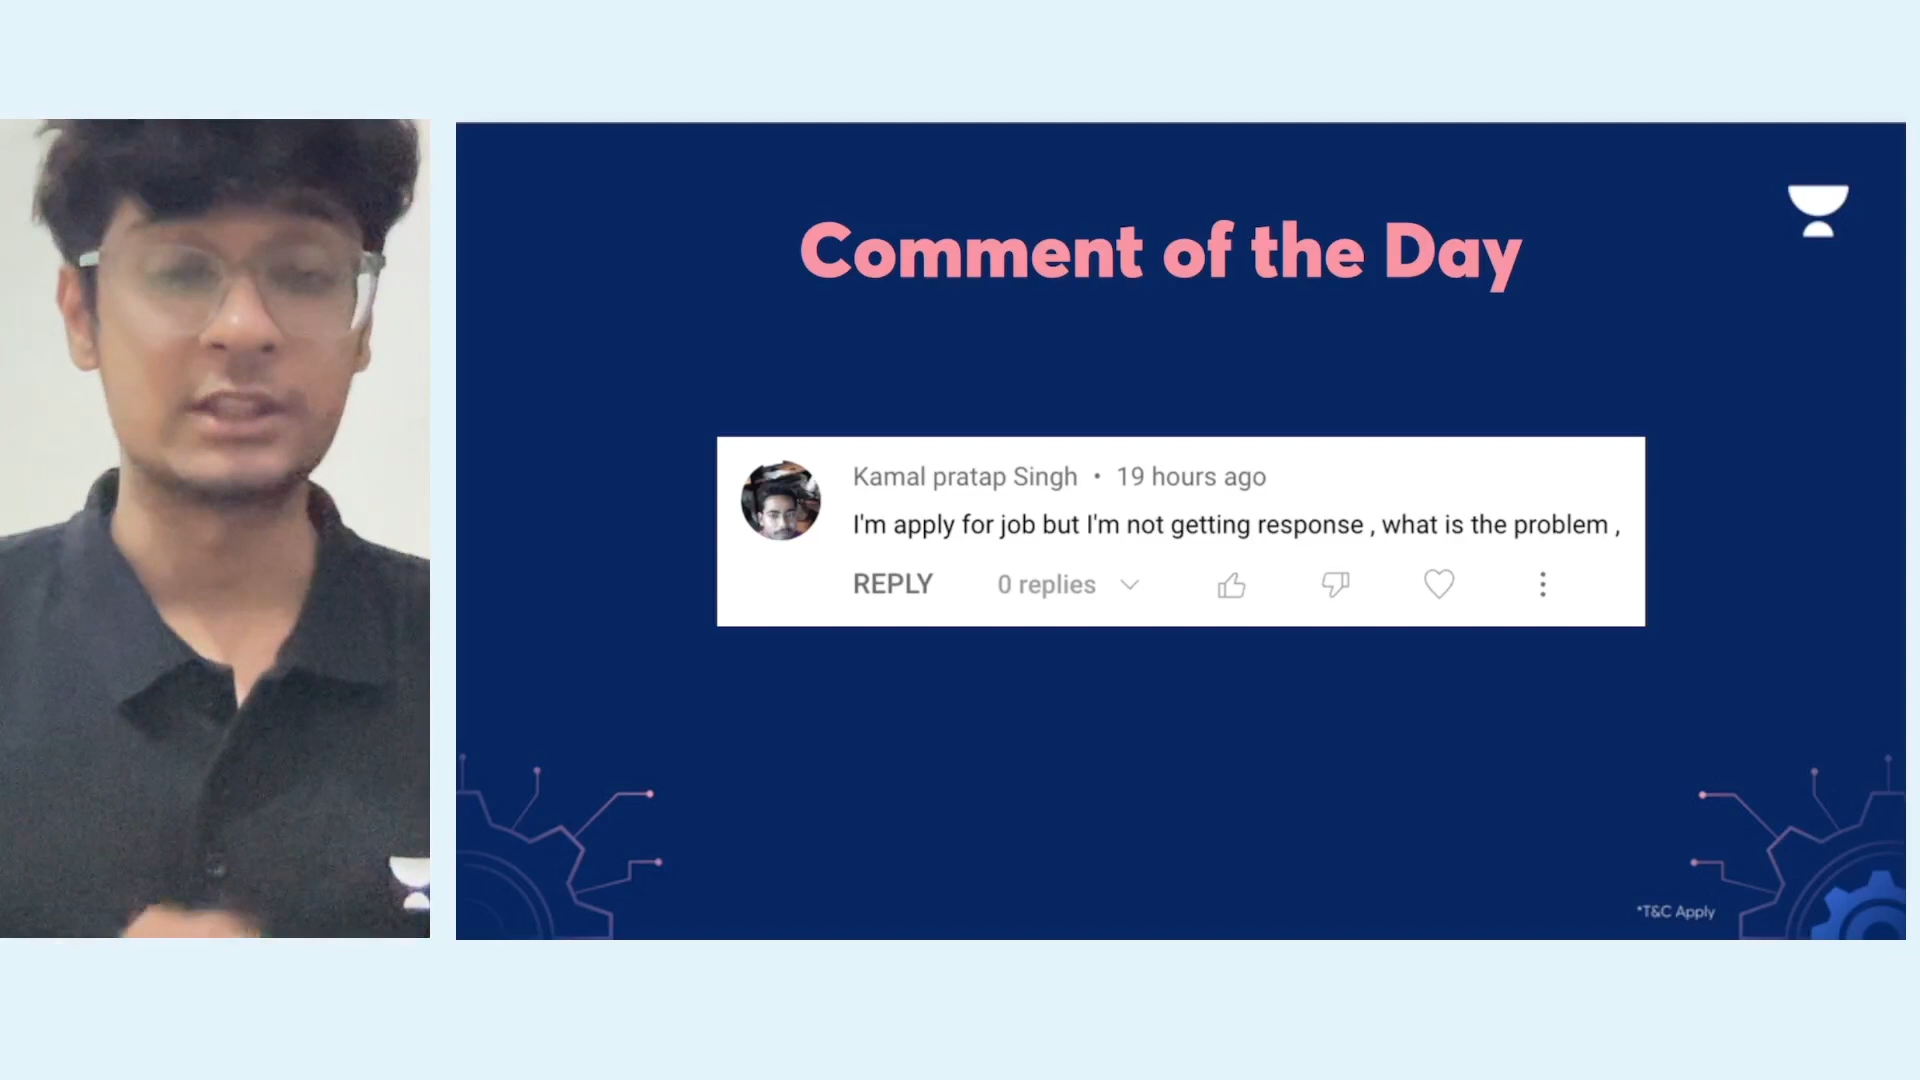 Comment of the Day
Kamal pratap Singh • 19 hours ago
I'm apply for job but I'm not getting response , what is the problem ,
REPLY 0 replies
*T&C Apply